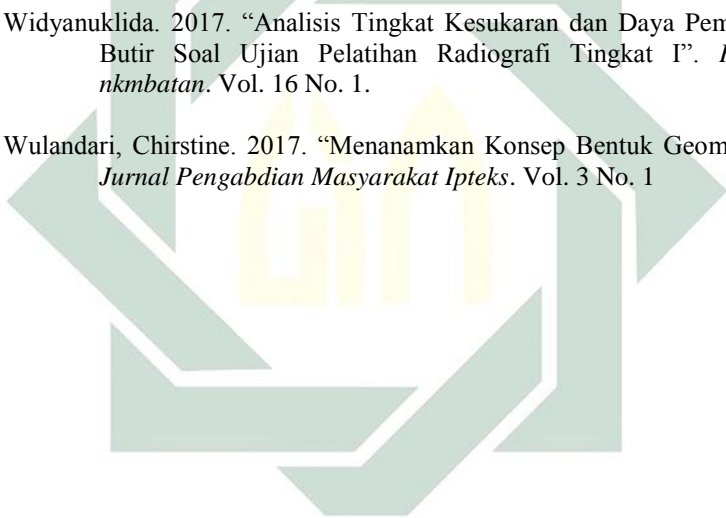 Widyanuklida. 2017. “Analisis Tingkat Kesukaran dan Daya Pem
Butir Soal Ujian Pelatihan Radiografi Tingkat I”.
nkmbatan. Vol. 16 No. 1.
Wulandari, Chirstine. 2017. “Menanamkan Konsep Bentuk Geom
Jurnal Pengabdian Masyarakat Ipteks. Vol. 3 No. 1